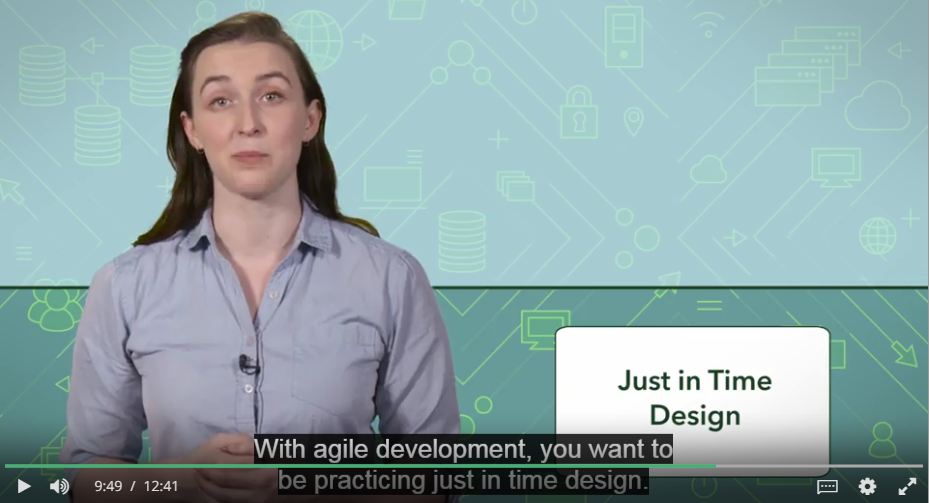 Just in Time
Design
With agile development, you want to
be practicing just in time design.
9:49 / 12:41